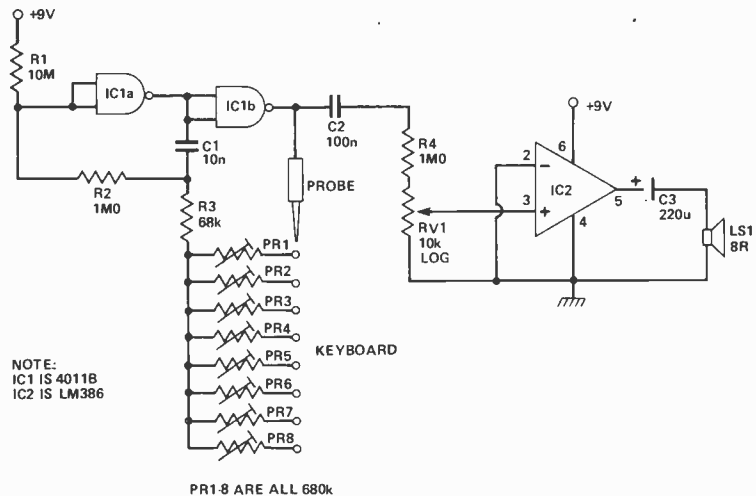 +9V
R1
10M
IC1a
IC1b
C1
10n
C2
100n
R2
1M0
R3
68k
PROBE
R4
1M0
RV1
10k
LOG
+9V
2
6
−
IC2
3
+
4
5
+
C3
220u
LS1
8R
PR1
PR2
PR3
PR4
PR5
PR6
PR7
PR8
KEYBOARD
NOTE:
IC1 IS 4011B
IC2 IS LM386
PR1-8 ARE ALL 680k